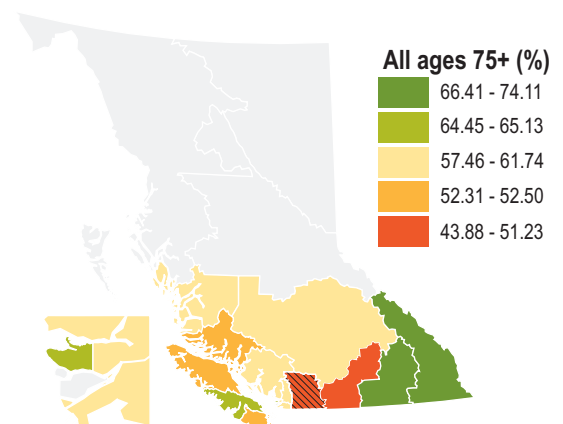 All ages 75+ (%)
66.41 - 74.11
64.45 - 65.13
57.46 - 61.74
52.31 - 52.50
43.88 - 51.23